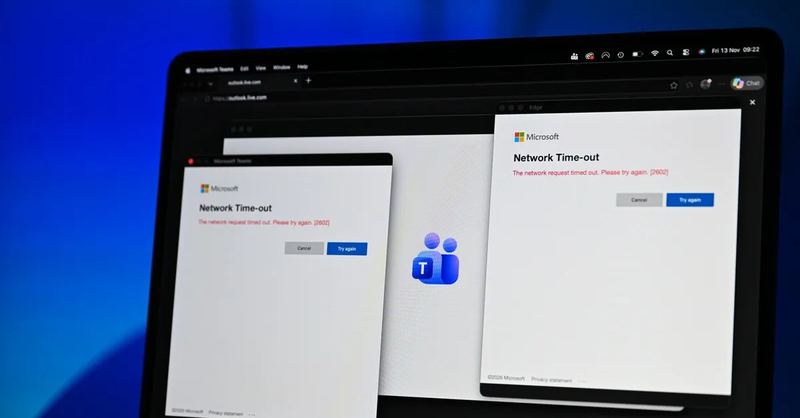 Microsoft Teams Edit View Window Help
Fri 13 Nov 09:22
outlook.live.com
https://outlook.live.com
Chat
Microsoft Teams
Microsoft
Network Time-out
The network request timed out. Please try again. [2602]
Cancel
Try again
©2025 Microsoft Privacy statement
T
Edge
Microsoft
Network Time-out
The network request timed out. Please try again. [2602]
Cancel
Try again
©2025 Microsoft Privacy statement ...